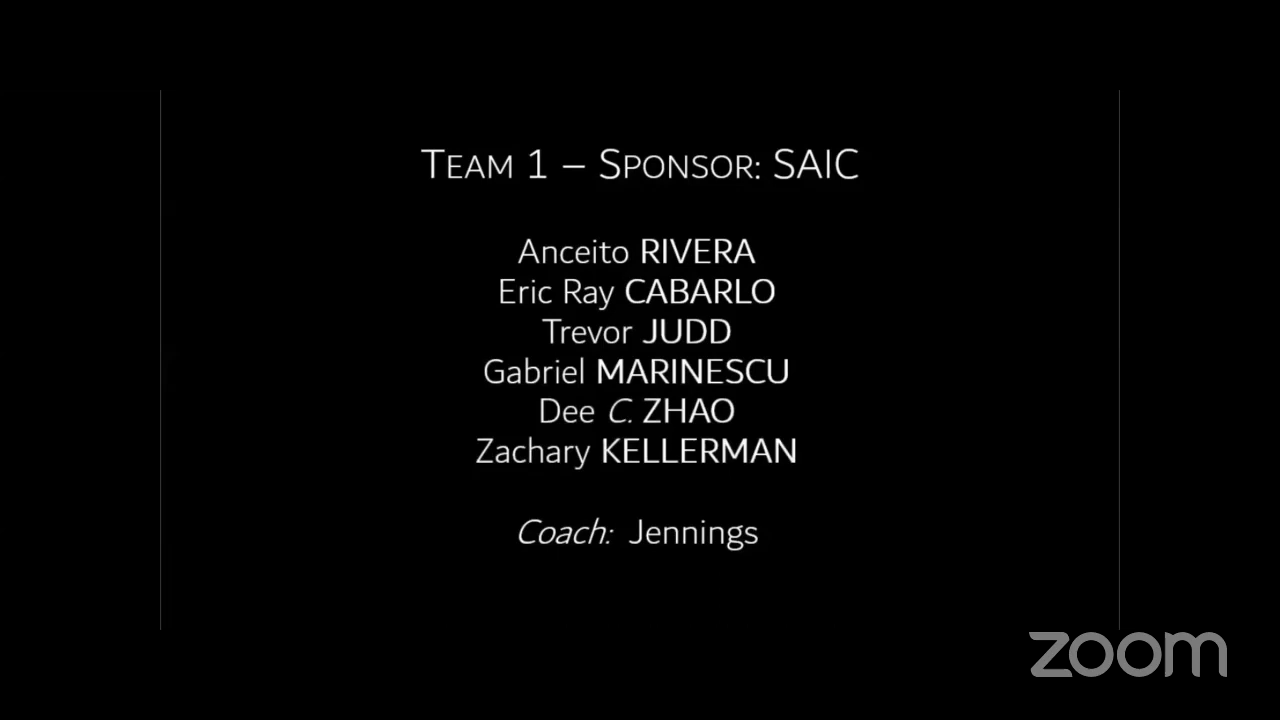 TEAM 1 – SPONSOR: SAIC
Anceito RIVERA
Eric Ray CABARLO
Trevor JUDD
Gabriel MARINESCU
Dee C. ZHAO
Zachary KELLERMAN
Coach: Jennings
zoom